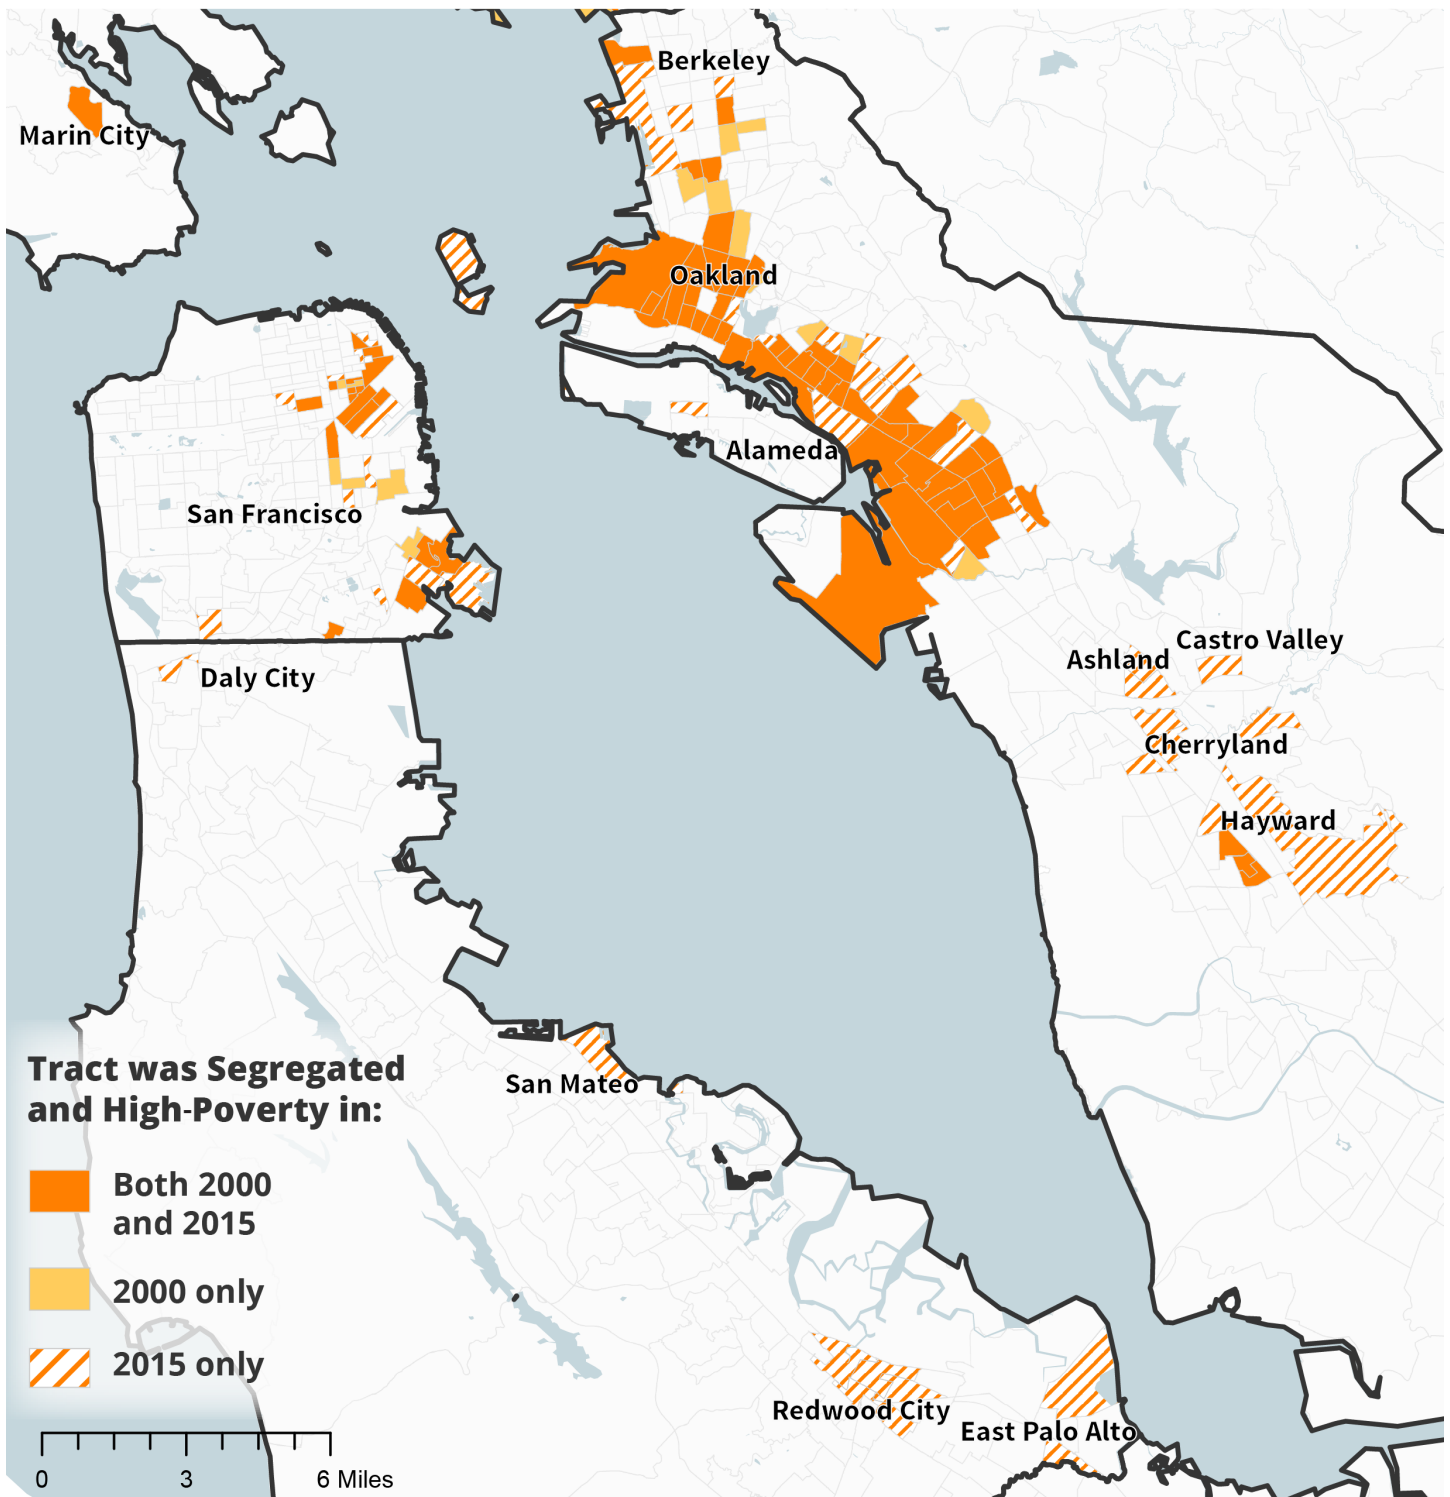 Berkeley
Marin City
Oakland
Alameda
San Francisco
Castro Valley
Ashland
Daly City
Cherryland
Hayward
San Mateo
Redwood City
East Palo Alto
Tract was Segregated
and High-Poverty in:
Both 2000
and 2015
2000 only
2015 only
0 3 6 Miles